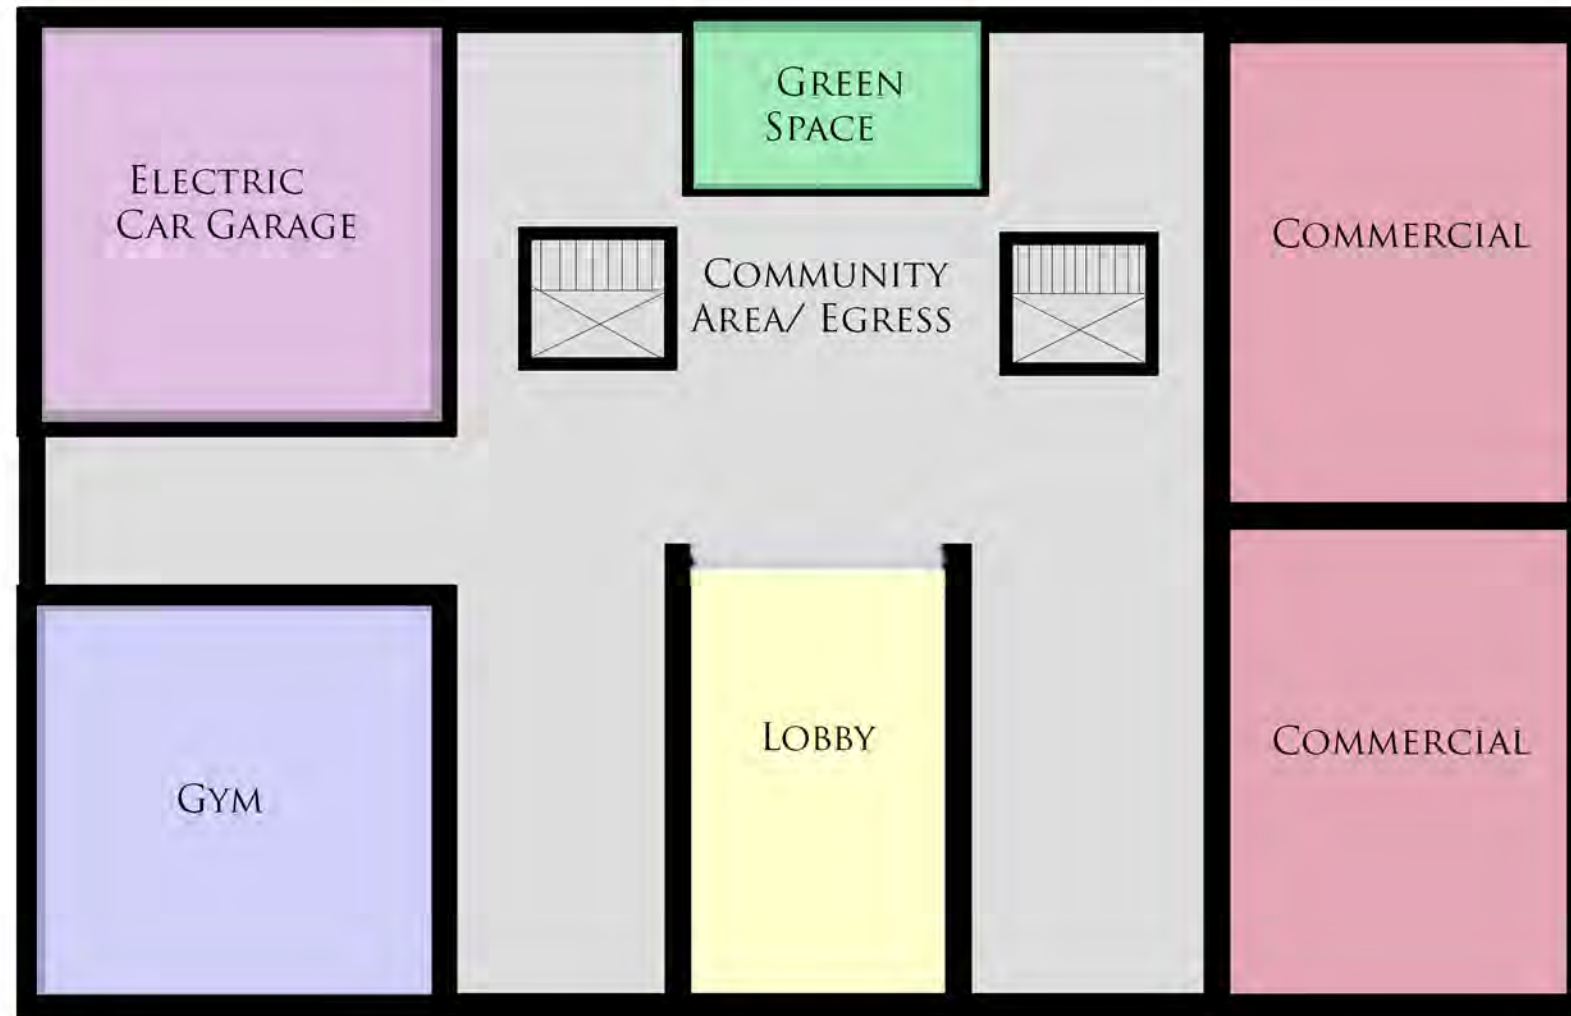 Green
Space
Electric
Car Garage
Commercial
Community
Area/ Egress
Lobby
Commercial
Gym